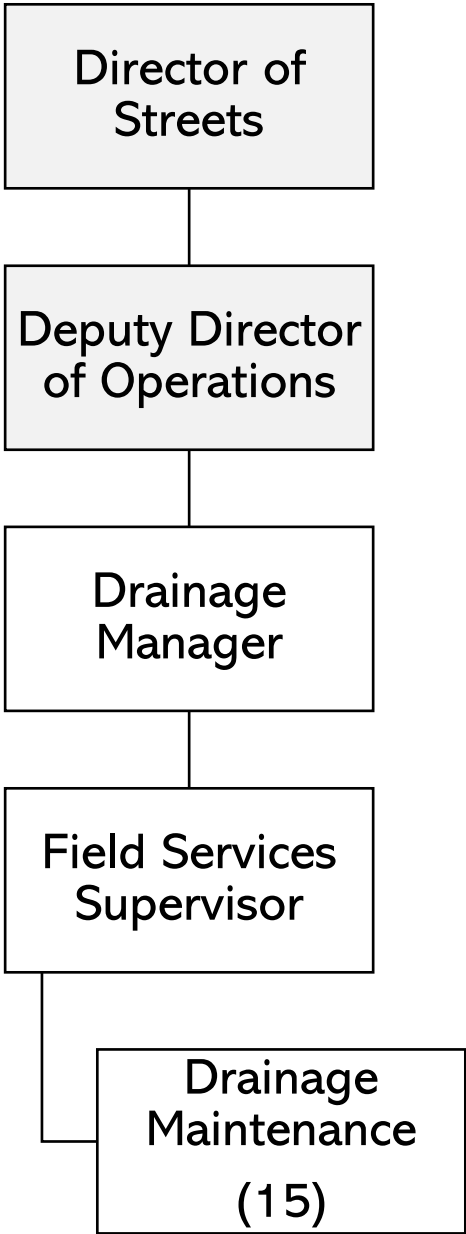 Director of
Streets
Deputy Director
of Operations
Drainage
Manager
Field Services
Supervisor
Drainage
Maintenance
(15)